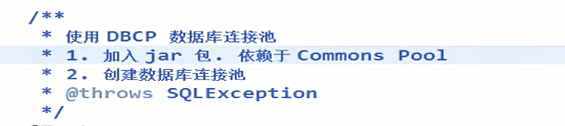 /**
* 使用 DBCP 数据库连接池
* 1. 加入 jar 包. 依赖于 Commons Pool
* 2. 创建数据库连接池
* @throws SQLException
*/